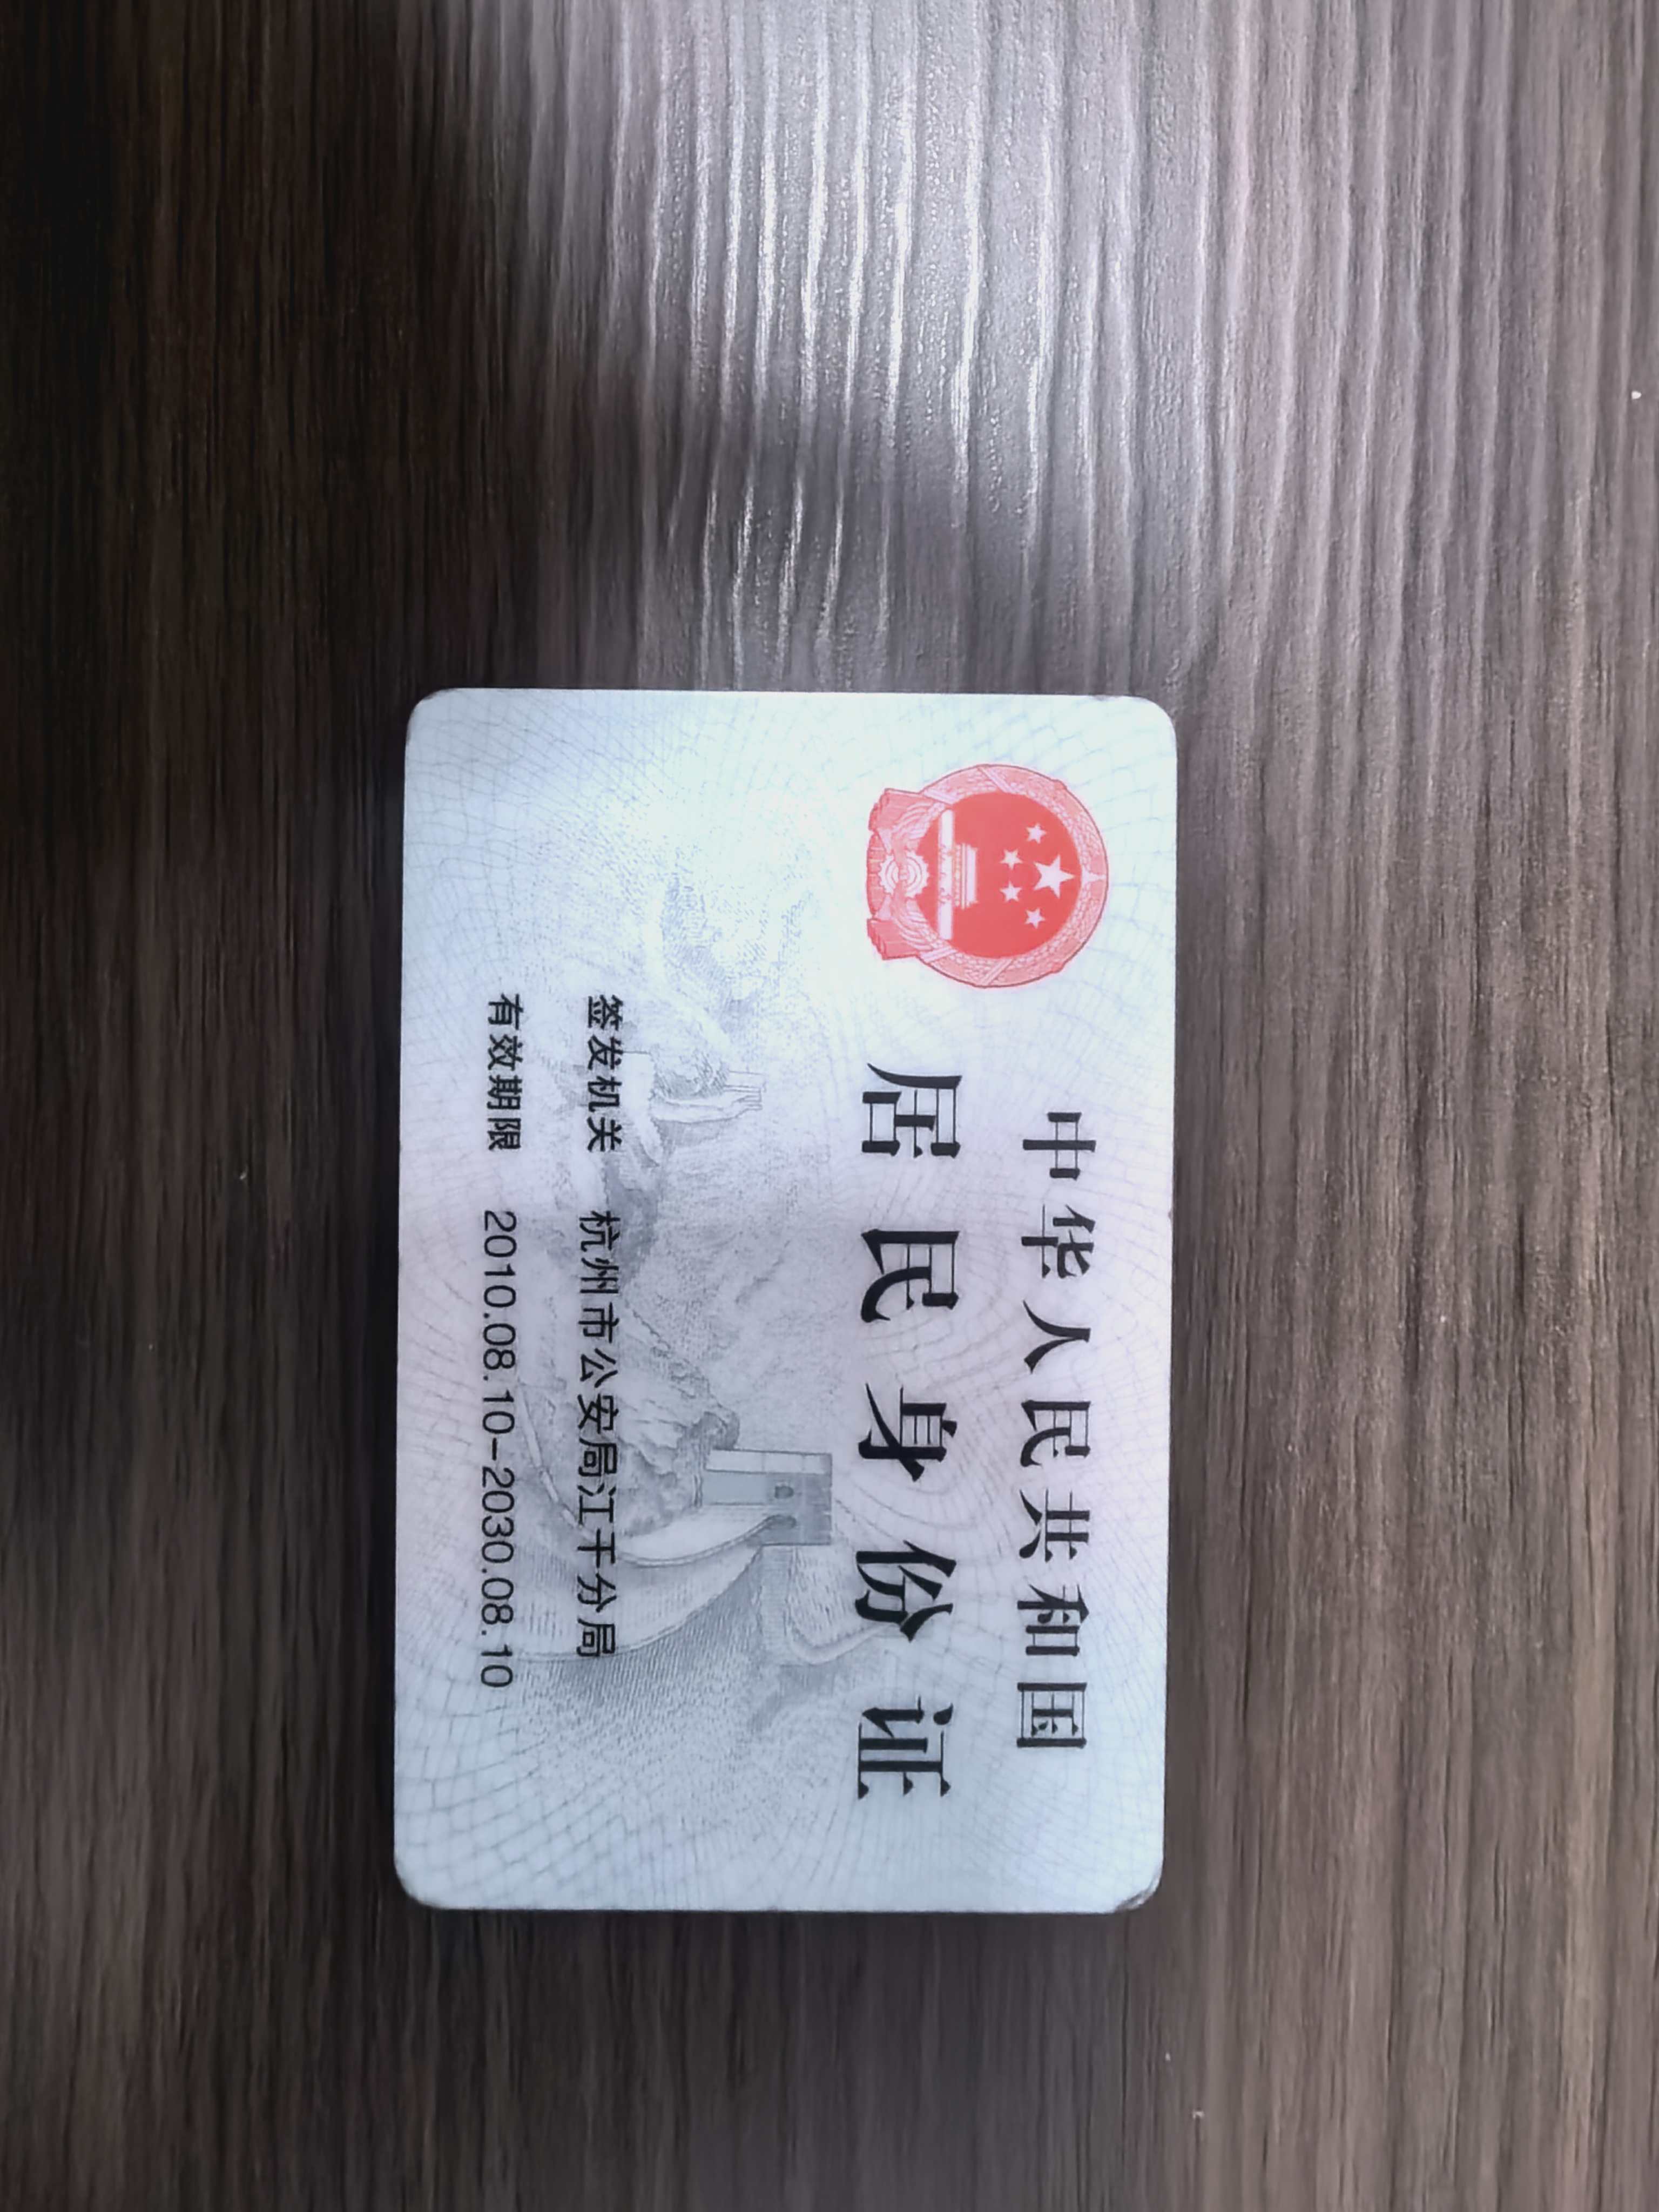 中华人民共和国
居民身份证
签发机关 杭州市公安局江干分局
有效期限 2010.08.10-2030.08.10